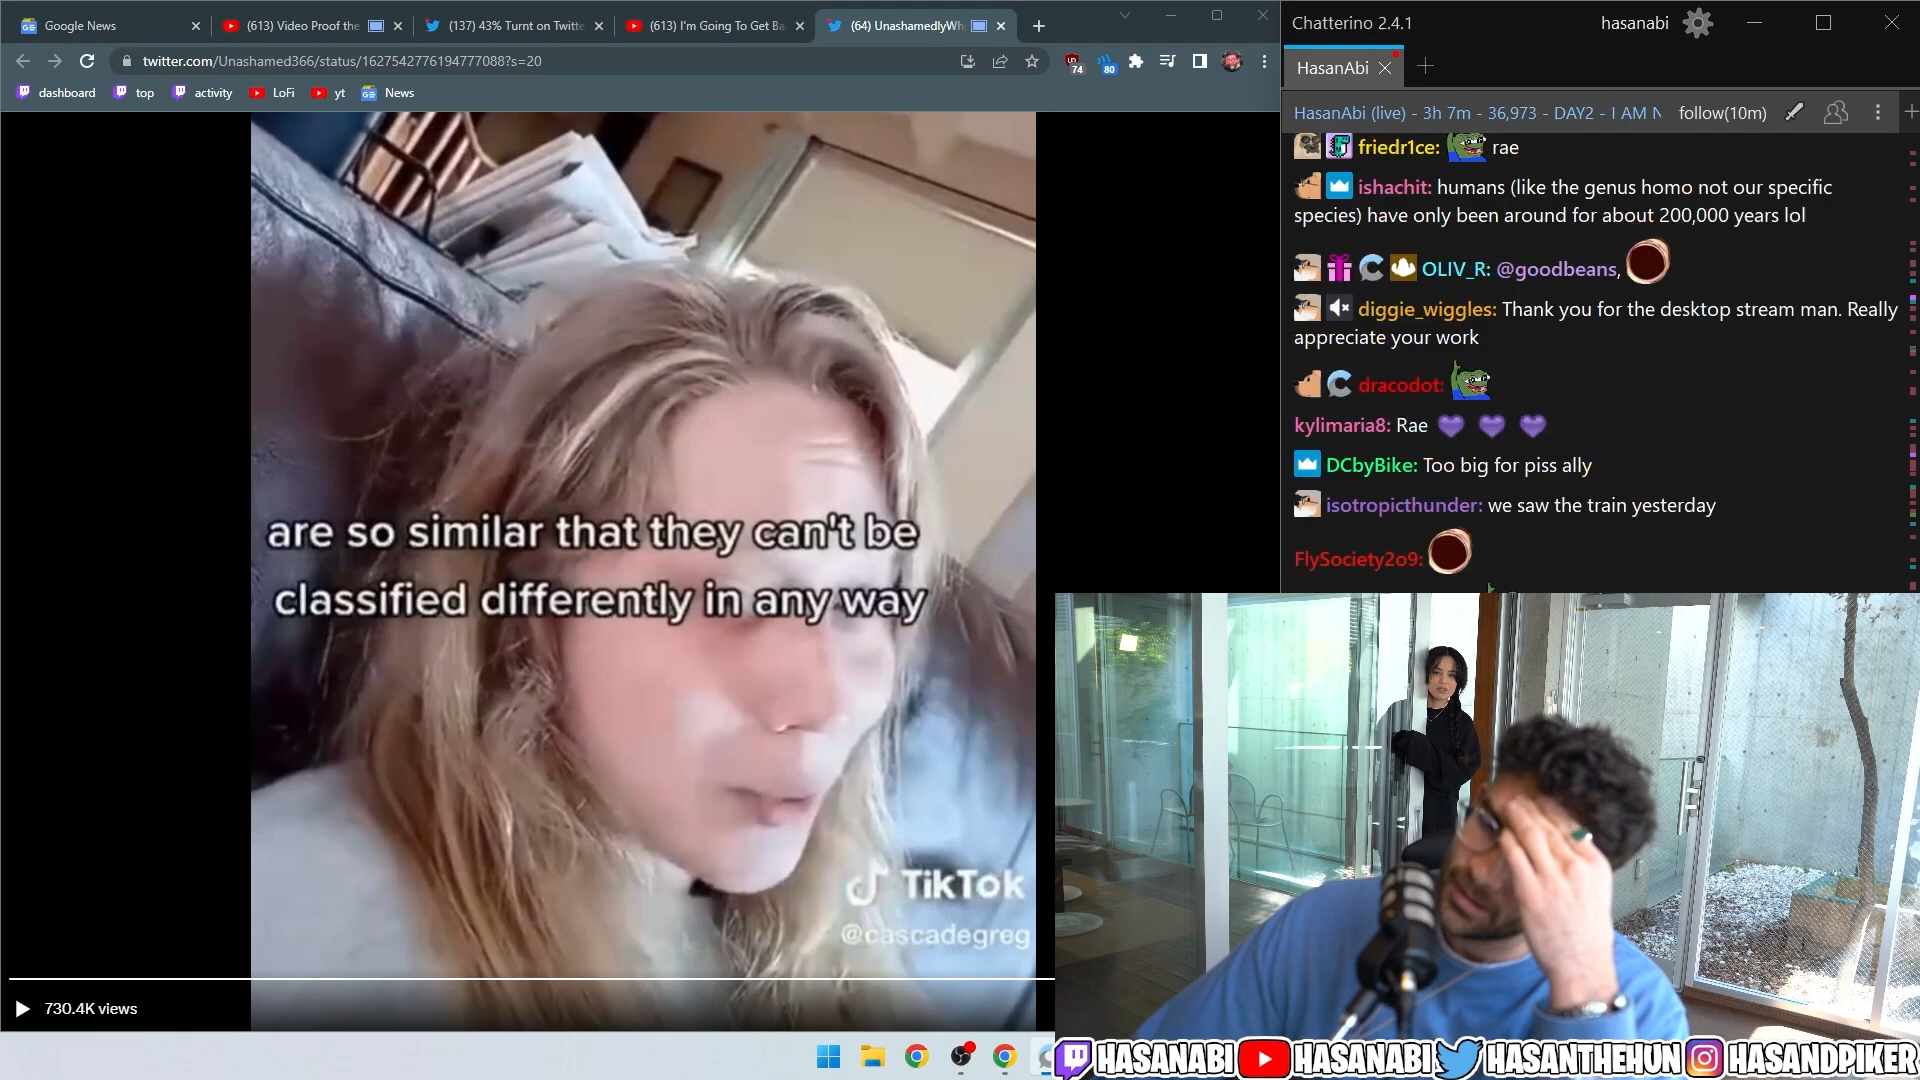 Google News
(613) Video Proof the
(137) 43% Turnt on Twitte
(613) I'm Going To Get Ba
(64) UnashamedlyWh
twitter.com/Unashamed366/status/1627542776194777088?s=20
74
80
dashboard
top
activity
LoFi
yt
News
are so similar that they can't be
classified differently in any way
TikTok
@cascadegreg
730.4K views
Chatterino 2.4.1
hasanabi
HasanAbi
HasanAbi (live) - 3h 7m - 36,973 - DAY2 - I AM N
follow(10m)
friedr1ce: rae
ishachit: humans (like the genus homo not our specific
species) have only been around for about 200,000 years lol
OLIV_R: @goodbeans,
diggie_wiggles: Thank you for the desktop stream man. Really
appreciate your work
dracodot:
kylimaria8: Rae
DCbyBike: Too big for piss ally
isotropicthunder: we saw the train yesterday
FlySociety2o9:
HASANABI
HASANABI
HASANTHEHUN
HASANDPIKER